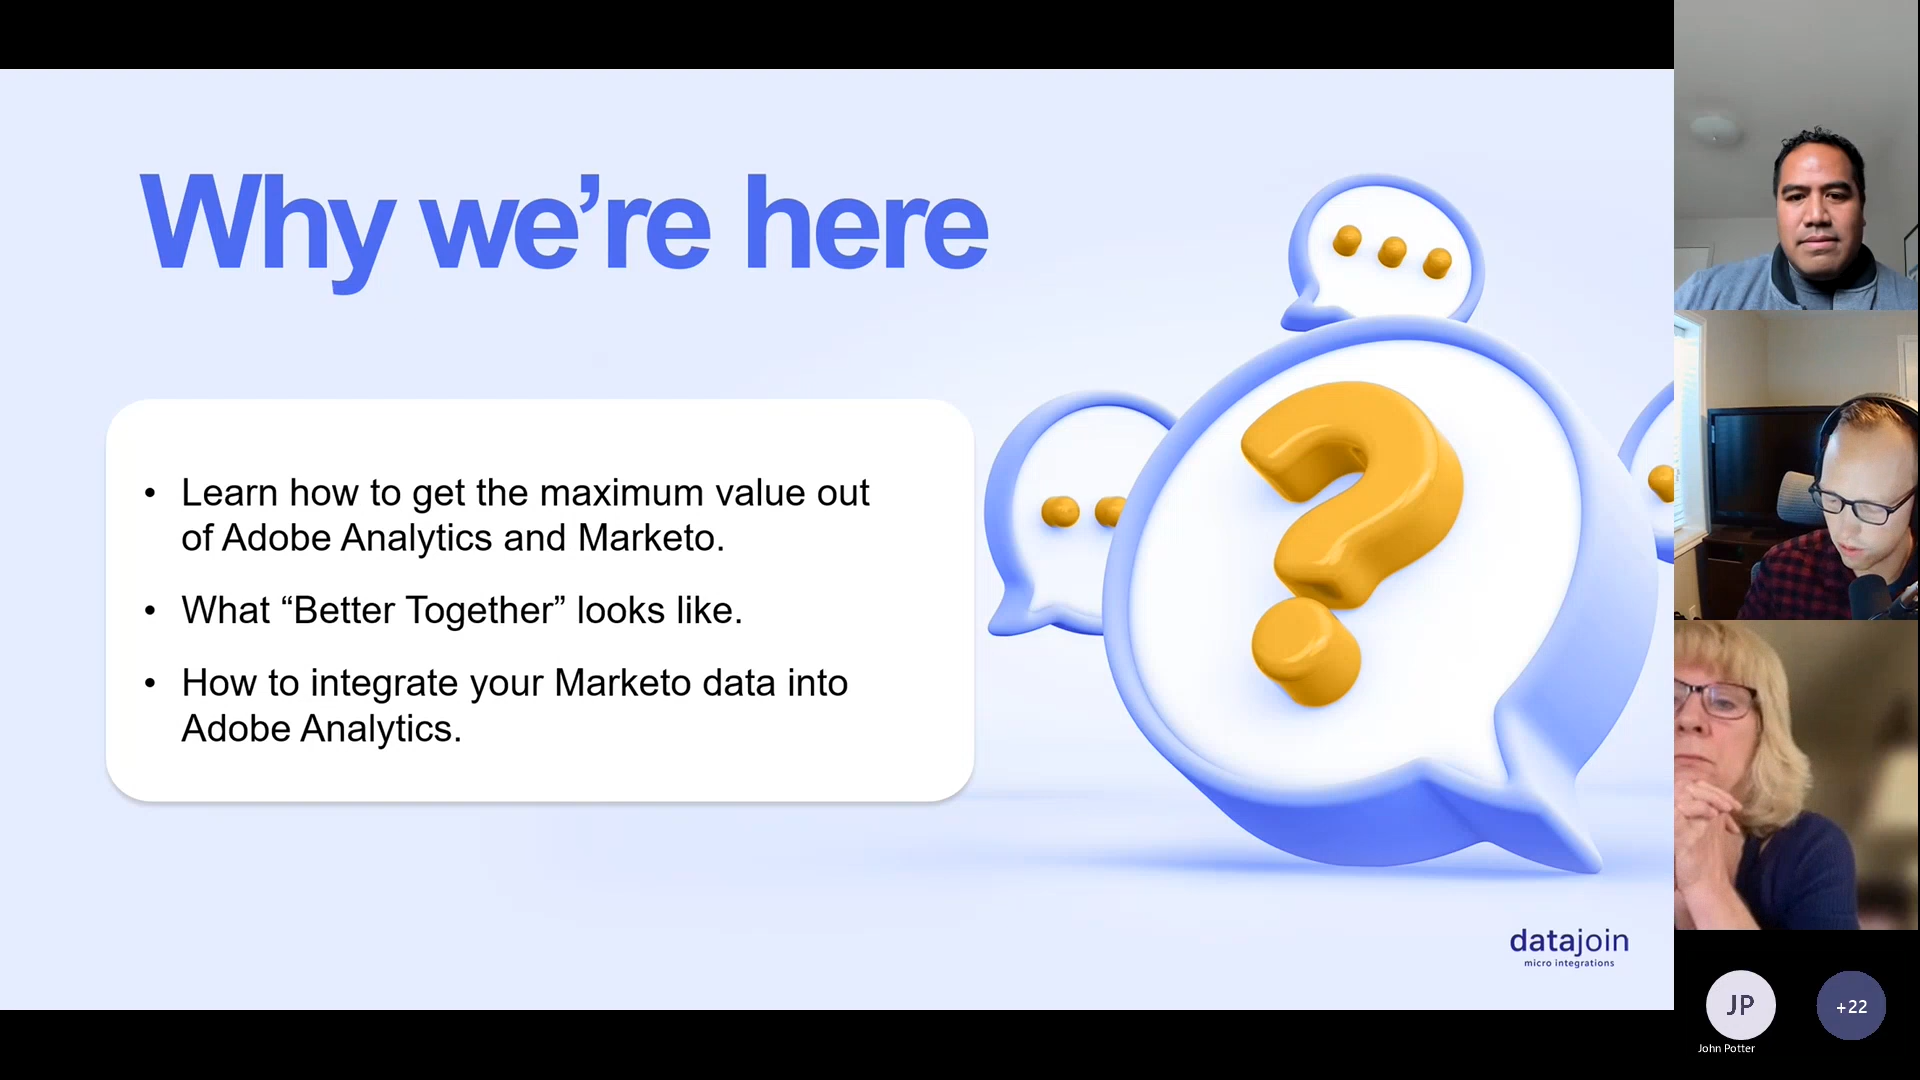 Why we’re here
• Learn how to get the maximum value out
of Adobe Analytics and Marketo.
• What “Better Together” looks like.
• How to integrate your Marketo data into
Adobe Analytics.
datajoin
micro integrations
JP
+22
John Potter